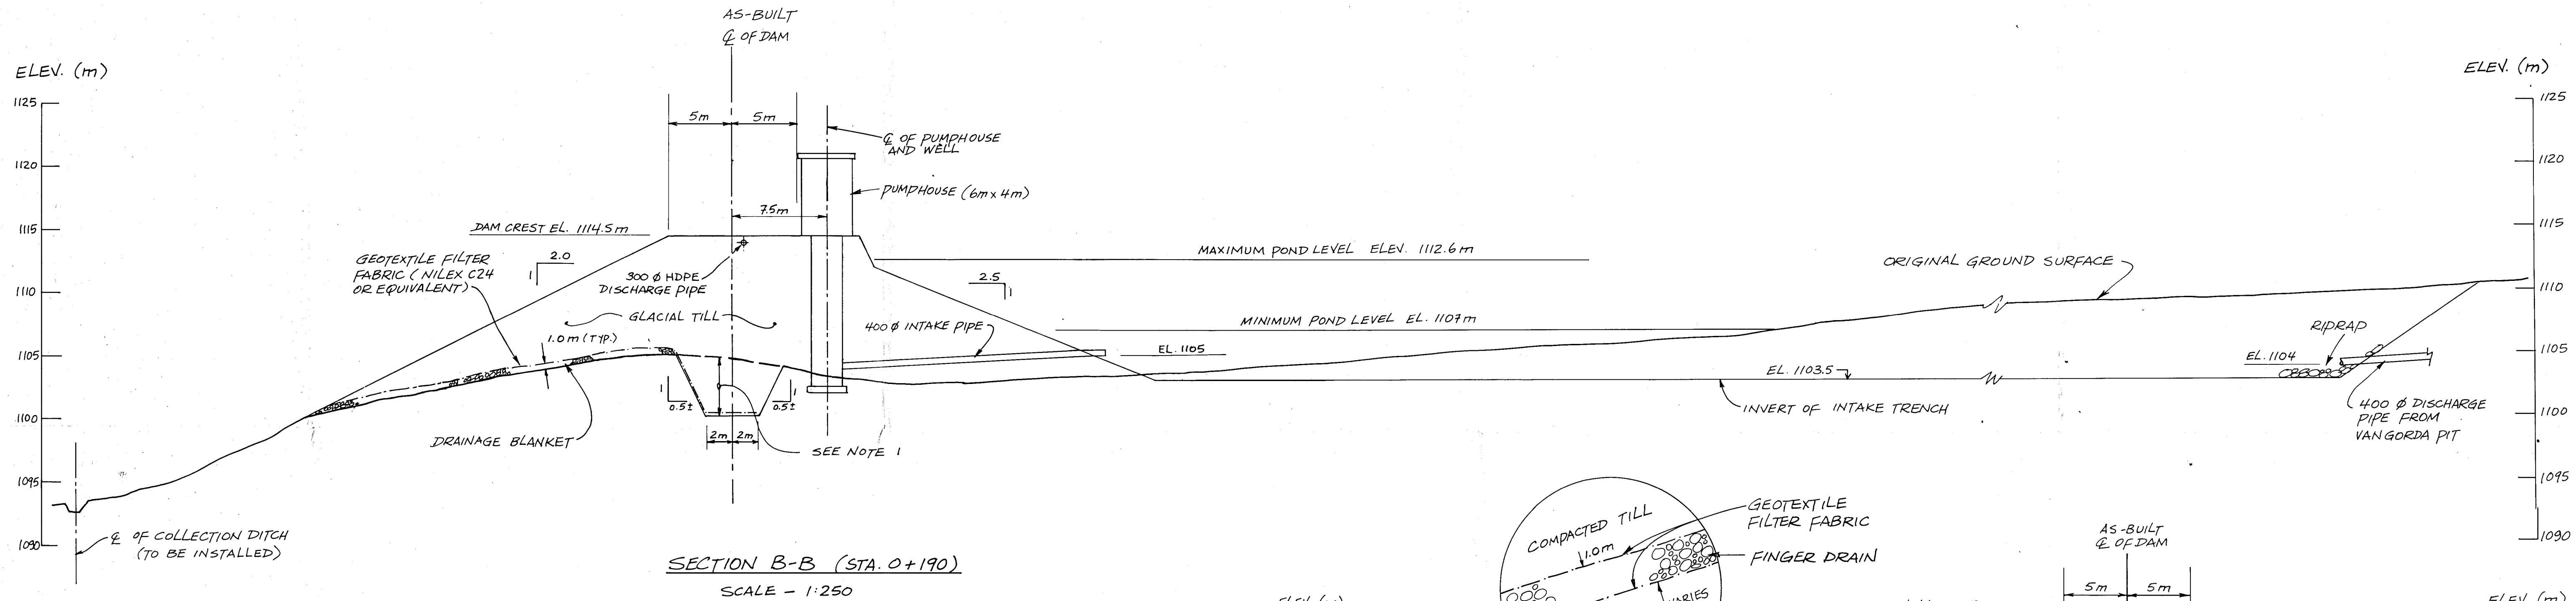 AS-BUILT
℄ OF DAM
ELEV. (m)
ELEV. (m)
1125
1120
1115
1110
1105
1100
1095
1090
1125
1120
1115
1110
1105
1100
1095
1090
5m
5m
℄ OF PUMPHOUSE
AND WELL
PUMPHOUSE (6m x 4m)
7.5m
DAM CREST EL. 1114.5m
GEOTEXTILE FILTER
FABRIC (NILEX C24
OR EQUIVALENT)
2.0
1
300 ϕ HDPE
DISCHARGE PIPE
MAXIMUM POND LEVEL ELEV. 1112.6m
2.5
1
ORIGINAL GROUND SURFACE
GLACIAL TILL
400 ϕ INTAKE PIPE
MINIMUM POND LEVEL EL. 1107m
1.0m (TYP.)
EL. 1105
RIPRAP
EL. 1104
1
0.5±
1
0.5±
EL. 1103.5
INVERT OF INTAKE TRENCH
400 ϕ DISCHARGE
PIPE FROM
VANGORDA PIT
DRAINAGE BLANKET
2m
2m
SEE NOTE 1
℄ OF COLLECTION DITCH
(TO BE INSTALLED)
SECTION B-B (STA. 0+190)
SCALE - 1:250
COMPACTED TILL
1.0m
GEOTEXTILE
FILTER FABRIC
FINGER DRAIN
VARIES
AS-BUILT
℄ OF DAM
5m
5m
ELEV. (m)
ELEV. (m)